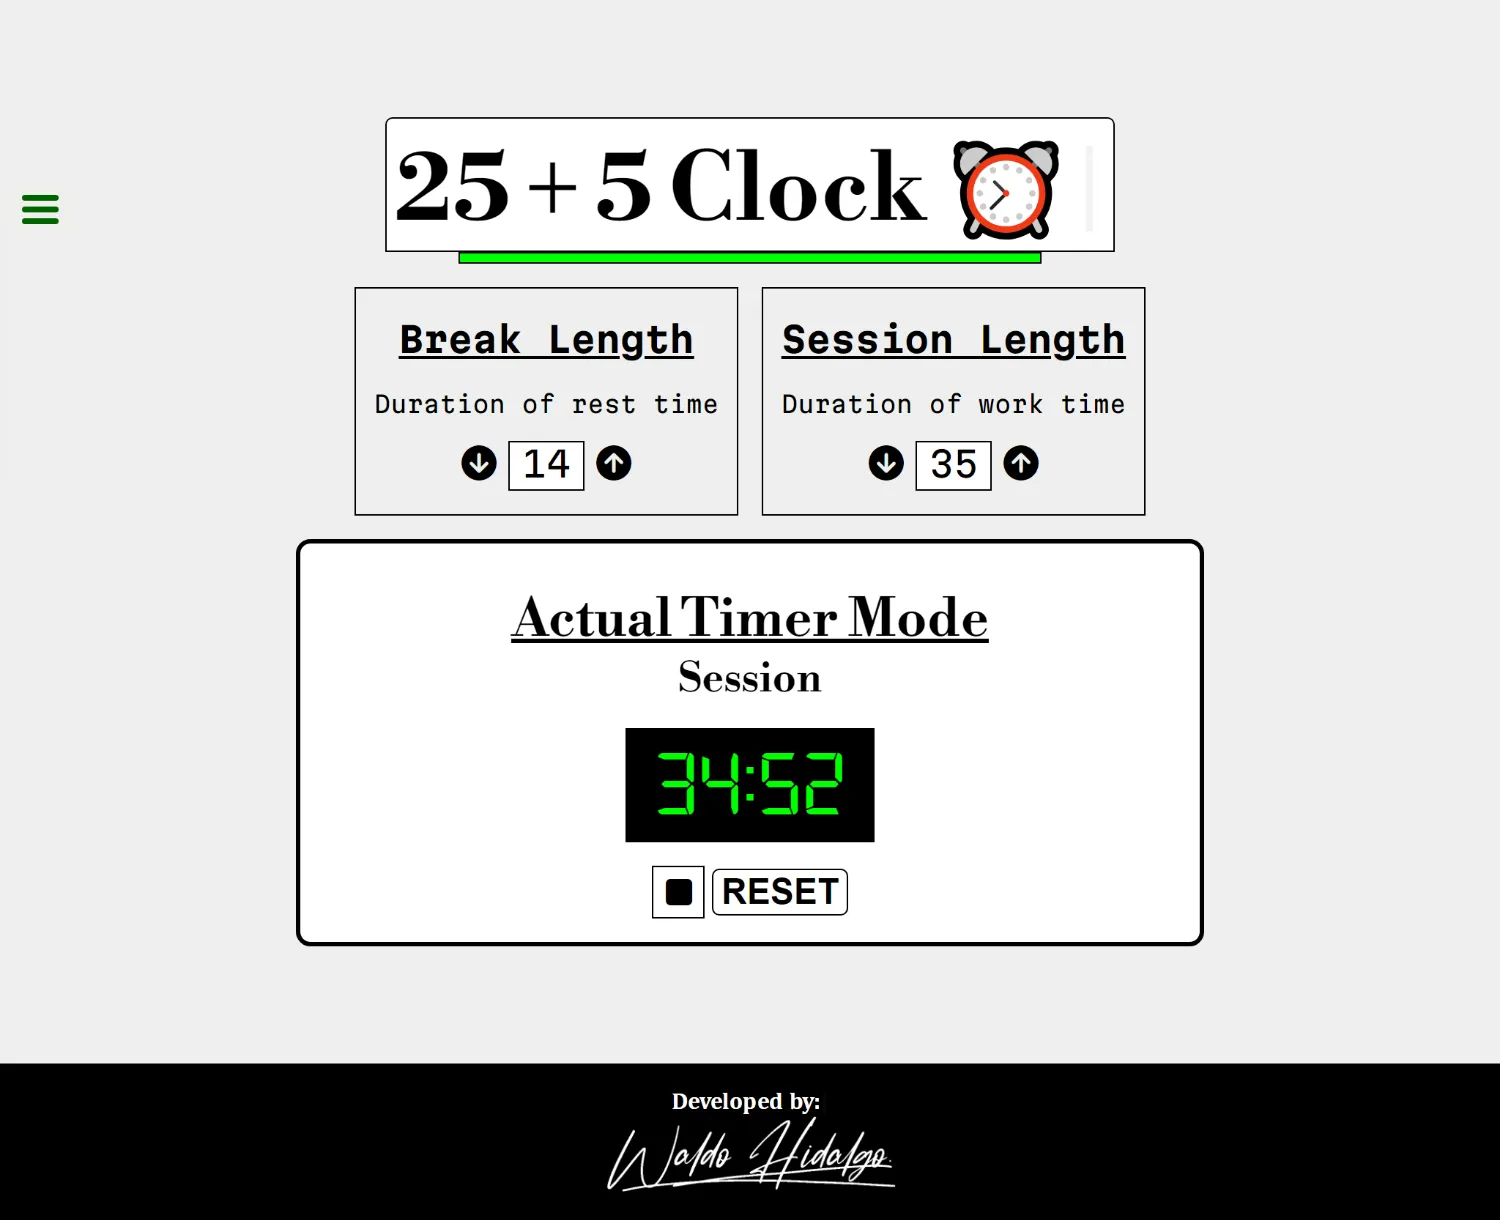 25 + 5 Clock
Break Length
Duration of rest time
14
Session Length
Duration of work time
35
Actual Timer Mode
Session
34:52
RESET
Developed by:
Waldo Hidalgo.